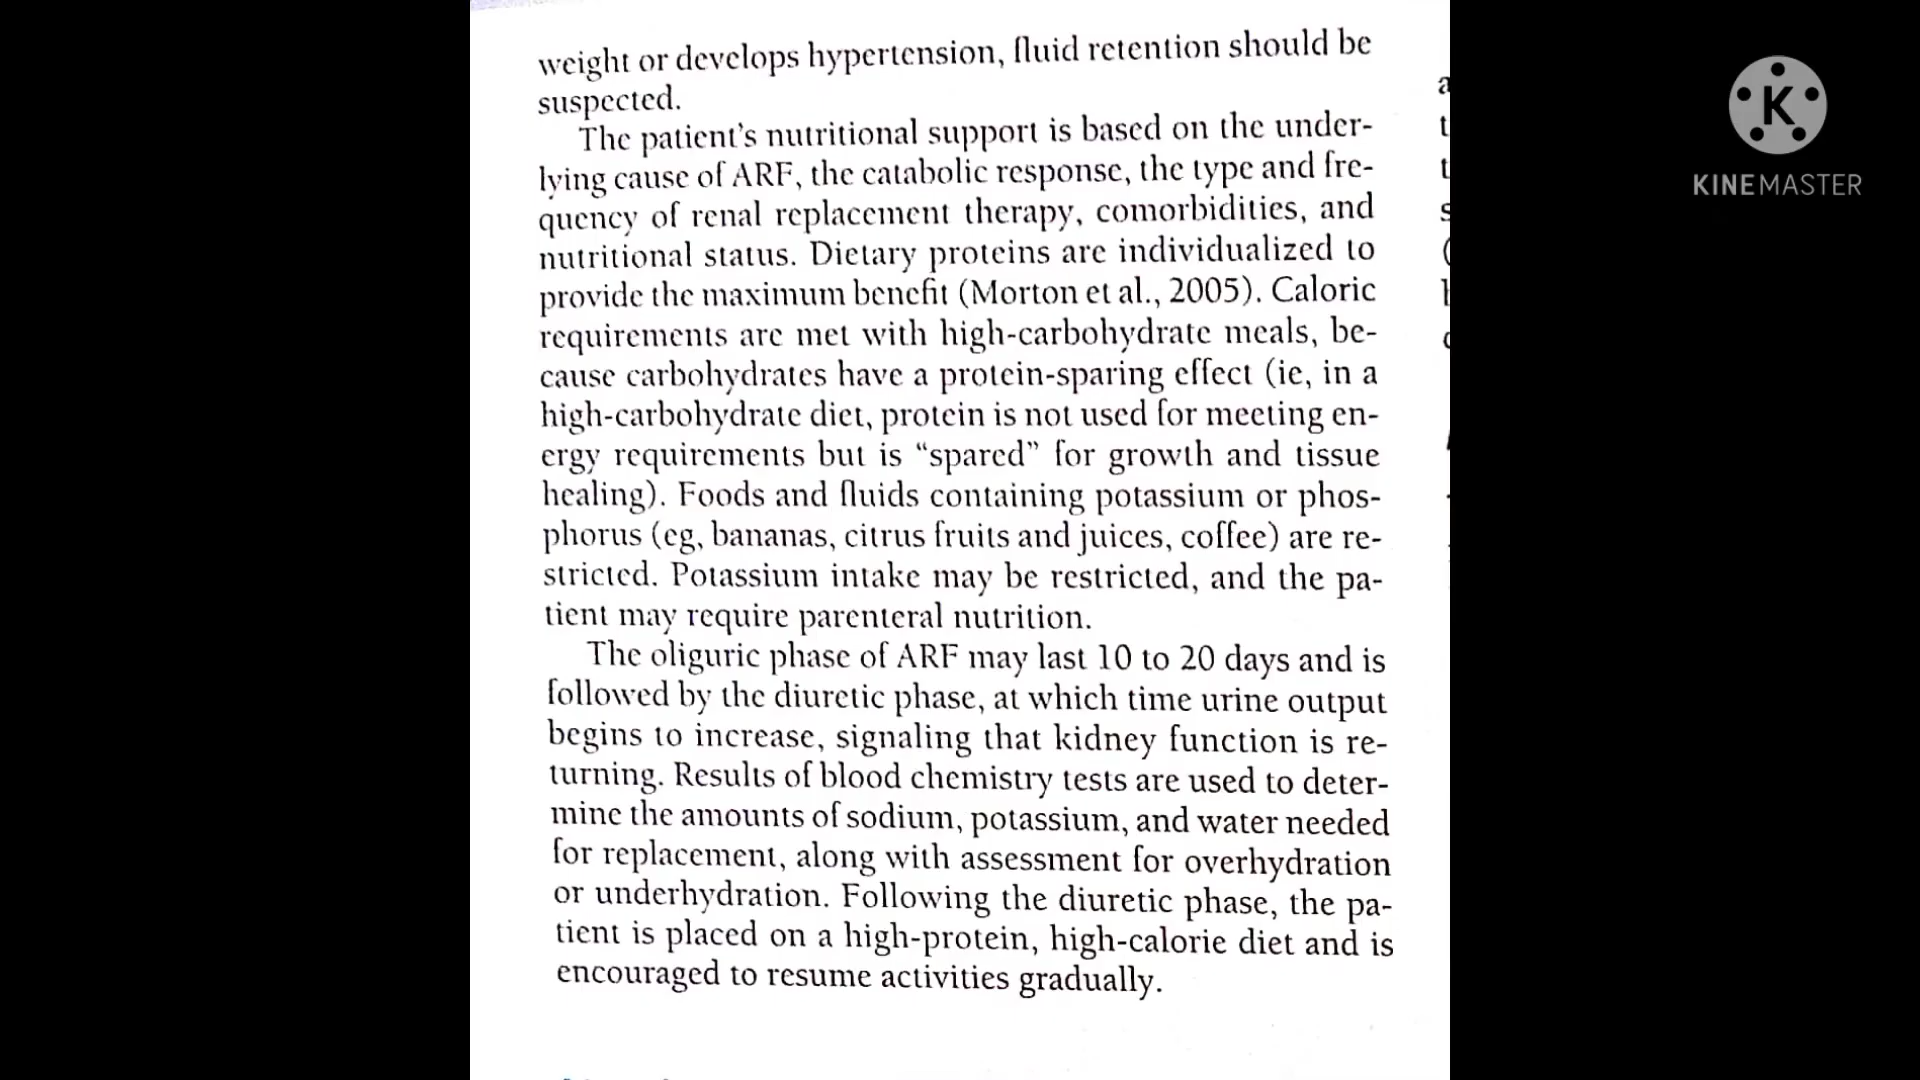 weight or develops hypertension, fluid retention should be
suspected.
The patient's nutritional support is based on the under-
lying cause of ARF, the catabolic response, the type and fre-
quency of renal replacement therapy, comorbidities, and
nutritional status. Dietary proteins are individualized to
provide the maximum benefit (Morton et al., 2005). Caloric
requirements are met with high-carbohydrate meals, be-
cause carbohydrates have a protein-sparing effect (ie, in a
high-carbohydrate diet, protein is not used for meeting en-
ergy requirements but is “spared” for growth and tissue
healing). Foods and fluids containing potassium or phos-
phorus (eg, bananas, citrus fruits and juices, coffee) are re-
stricted. Potassium intake may be restricted, and the pa-
tient may require parenteral nutrition.
The oliguric phase of ARF may last 10 to 20 days and is
followed by the diuretic phase, at which time urine output
begins to increase, signaling that kidney function is re-
turning. Results of blood chemistry tests are used to deter-
mine the amounts of sodium, potassium, and water needed
for replacement, along with assessment for overhydration
or underhydration. Following the diuretic phase, the pa-
tient is placed on a high-protein, high-calorie diet and is
encouraged to resume activities gradually.
K
KINEMASTER